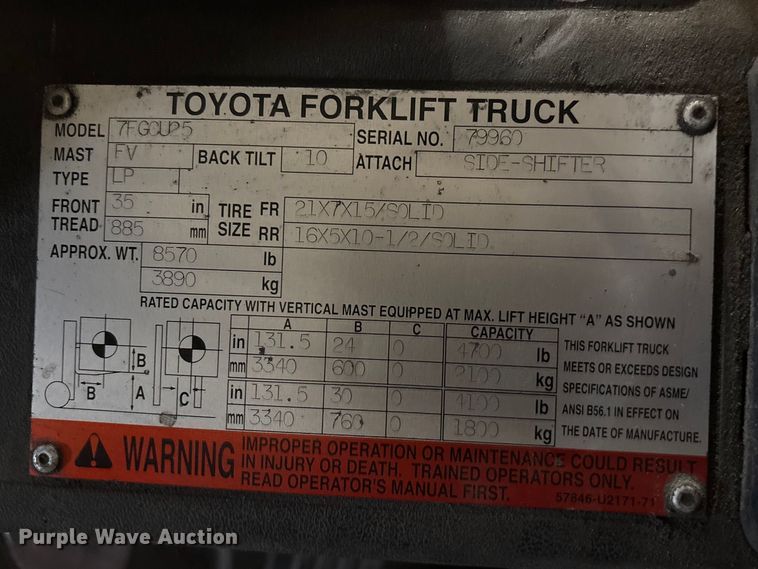 TOYOTA FORKLIFT TRUCK
MODEL 7FGCU25 SERIAL NO. 79960
MAST FV BACK TILT 10 ATTACH SIDE-SHIFTER
TYPE LP
FRONT TREAD 35 in 885 mm
TIRE SIZE FR 21X7X15/SOLID
RR 16X5X10-1/2/SOLID
APPROX. WT. 8570 lb
3890 kg
RATED CAPACITY WITH VERTICAL MAST EQUIPPED AT MAX. LIFT HEIGHT "A" AS SHOWN
A B C CAPACITY
in 131.5 24 0 4700 lb
mm 3340 600 0 2100 kg
in 131.5 30 0 4100 lb
mm 3340 760 0 1800 kg
B
B A C
THIS FORKLIFT TRUCK
MEETS OR EXCEEDS DESIGN
SPECIFICATIONS OF ASME/
ANSI B56.1 IN EFFECT ON
THE DATE OF MANUFACTURE.
WARNING
IMPROPER OPERATION OR MAINTENANCE COULD RESULT
IN INJURY OR DEATH. TRAINED OPERATORS ONLY.
READ OPERATOR'S MANUAL FIRST.
57846-U2171-71
Purple Wave Auction